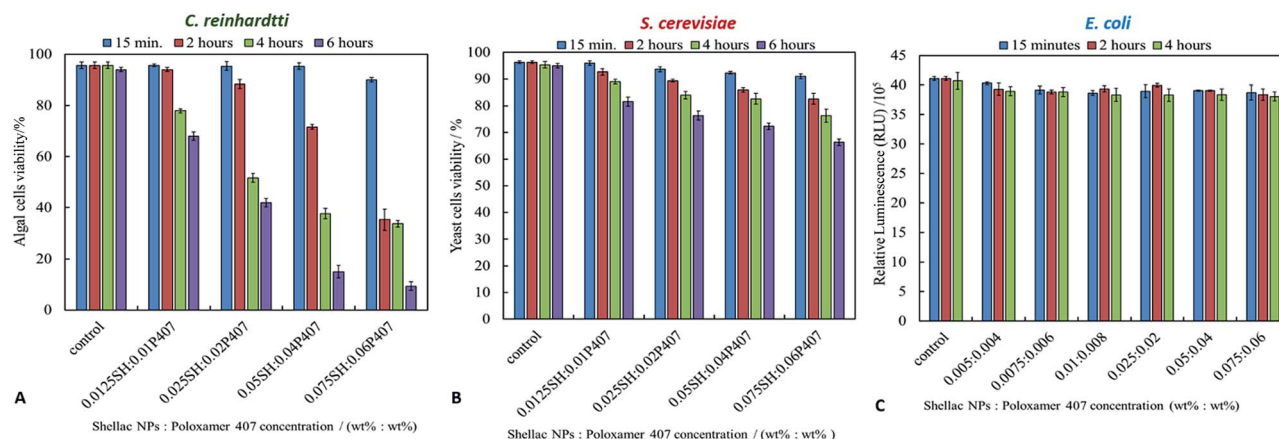 C. reinhardtti
15 min. 2 hours 4 hours 6 hours
Algal cells viability/%
100
80
60
40
20
0
control
0.0125SH:0.01P407
0.025SH:0.02P407
0.05SH:0.04P407
0.075SH:0.06P407
A
Shellac NPs : Poloxamer 407 concentration / (wt% : wt%)
S. cerevisiae
15 min. 2 hours 4 hours 6 hours
Yeast cells viability / %
100
90
80
70
60
50
40
30
20
10
0
control
0.0125SH:0.01P407
0.025SH:0.02P407
0.05SH:0.04P407
0.075SH:0.06P407
B
Shellac NPs : Poloxamer 407 concentration / (wt% : wt% )
E. coli
15 minutes 2 hours 4 hours
Relative Luminescence (RLU) /10⁵
45
40
35
30
25
20
15
10
5
0
control
0.005:0.004
0.0075:0.006
0.01:0.008
0.025:0.02
0.05:0.04
0.075:0.06
C
Shellac NPs : Poloxamer 407 concentration (wt% : wt%)